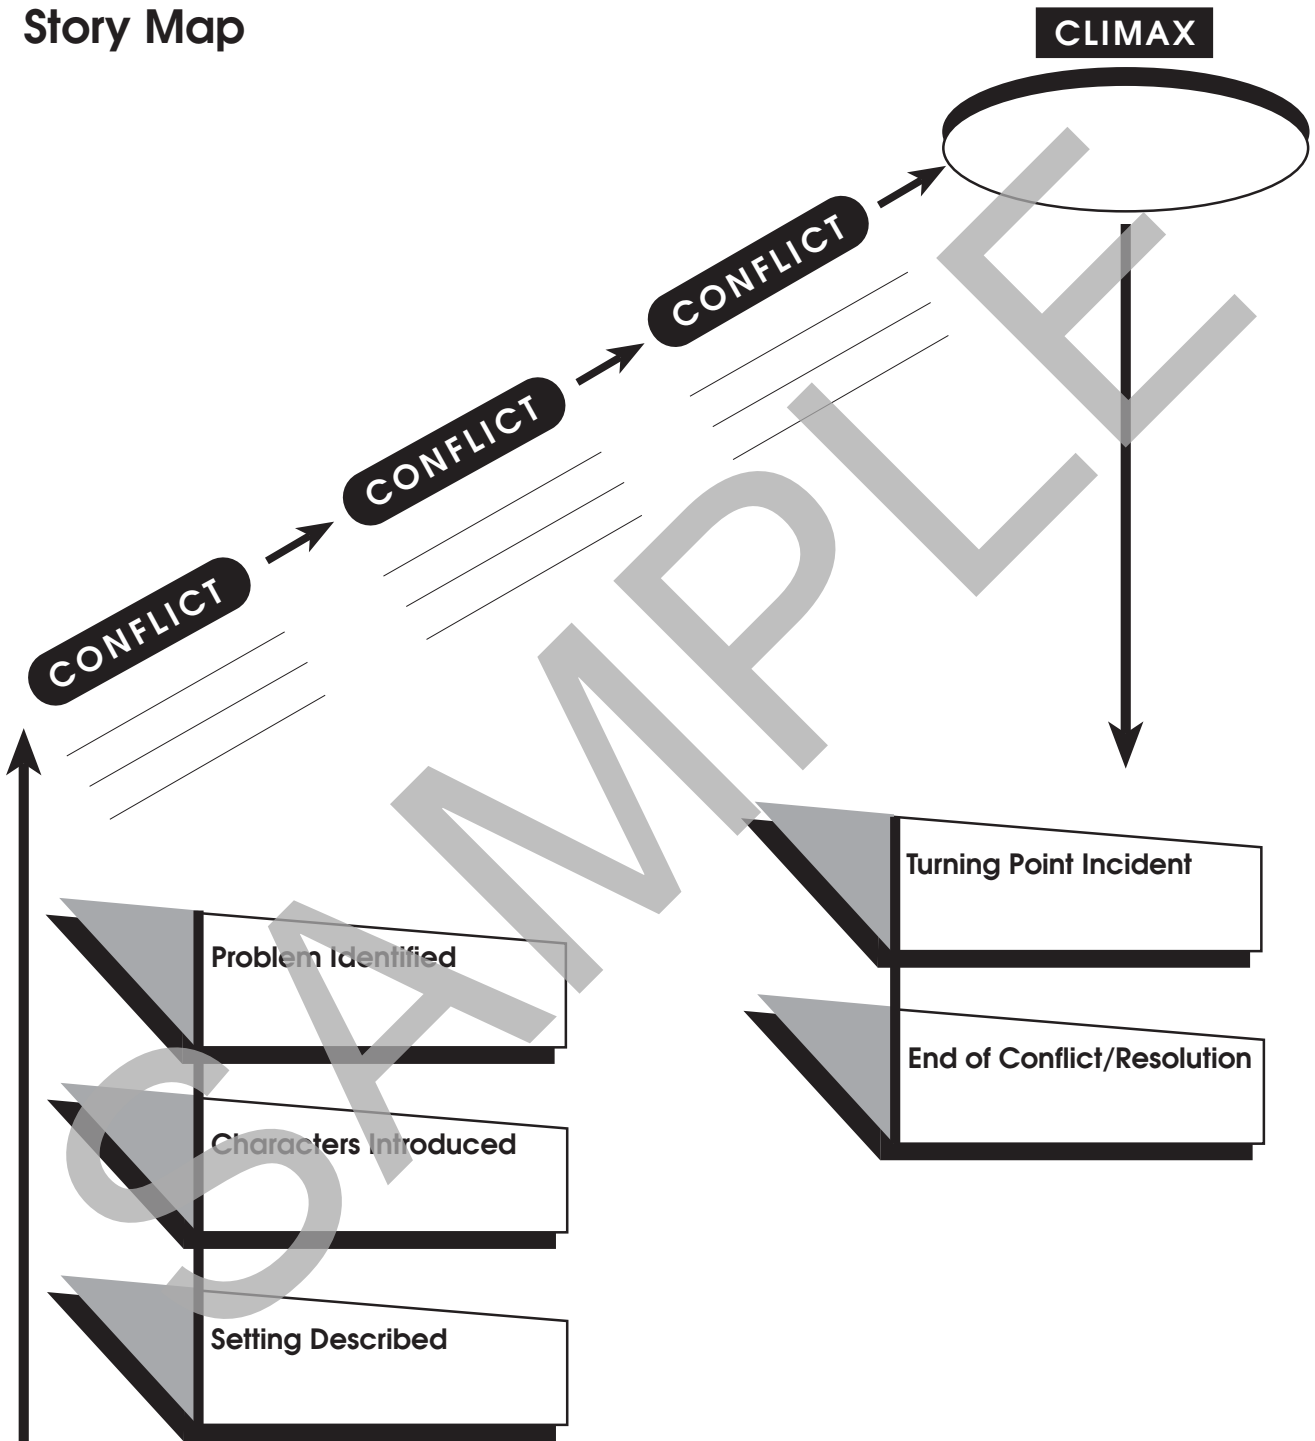 Story Map
CLIMAX
CONFLICT
CONFLICT
CONFLICT
Turning Point Incident
Problem Identified
End of Conflict/Resolution
Characters Introduced
Setting Described
SAMPLE